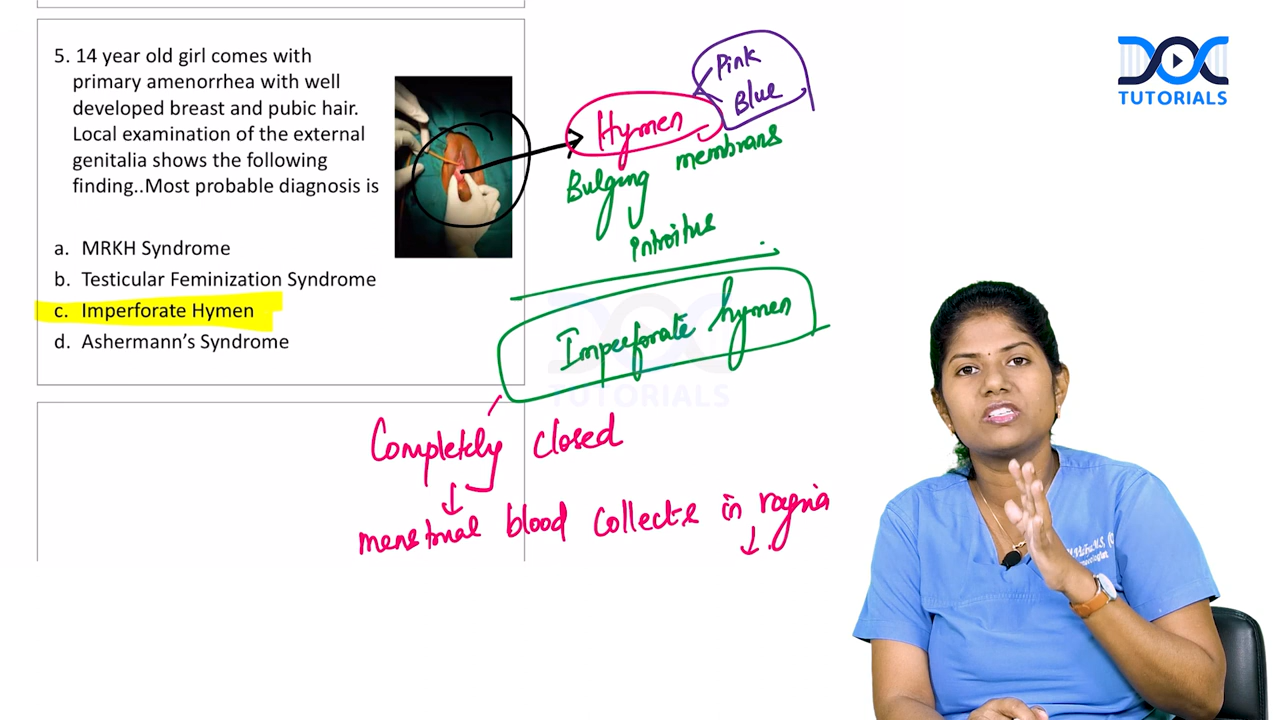 5. 14 year old girl comes with
primary amenorrhea with well
developed breast and pubic hair.
Local examination of the external
genitalia shows the following
finding..Most probable diagnosis is
a. MRKH Syndrome
b. Testicular Feminization Syndrome
c. Imperforate Hymen
d. Ashermann's Syndrome
Pink
Blue
Hymen
Bulging membrans
introitus
Imperforate hymen
Completely closed
menstrual blood collects in vagina
DOC
TUTORIALS
TUTORIALS